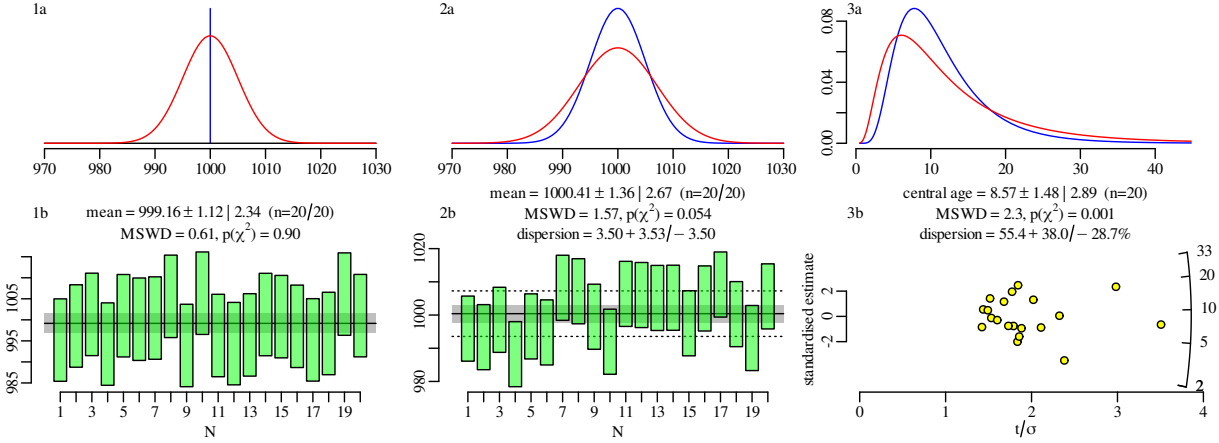 1a
970 980 990 1000 1010 1020 1030
2a
970 980 990 1000 1010 1020 1030
3a
0.00 0.04 0.08
0 10 20 30 40
1b
mean = 999.16 ± 1.12 | 2.34 (n=20/20)
MSWD = 0.61, p(χ²) = 0.90
985 995 1005
1 3 5 7 9 11 13 15 17 19
N
2b
mean = 1000.41 ± 1.36 | 2.67 (n=20/20)
MSWD = 1.57, p(χ²) = 0.054
dispersion = 3.50 + 3.53/− 3.50
980 1000 1020
1 3 5 7 9 11 13 15 17 19
N
3b
central age = 8.57 ± 1.48 | 2.89 (n=20)
MSWD = 2.3, p(χ²) = 0.001
dispersion = 55.4 + 38.0/− 28.7%
standardised estimate
2
0
2
33
20
10
5
2
0 1 2 3 4
t/σ